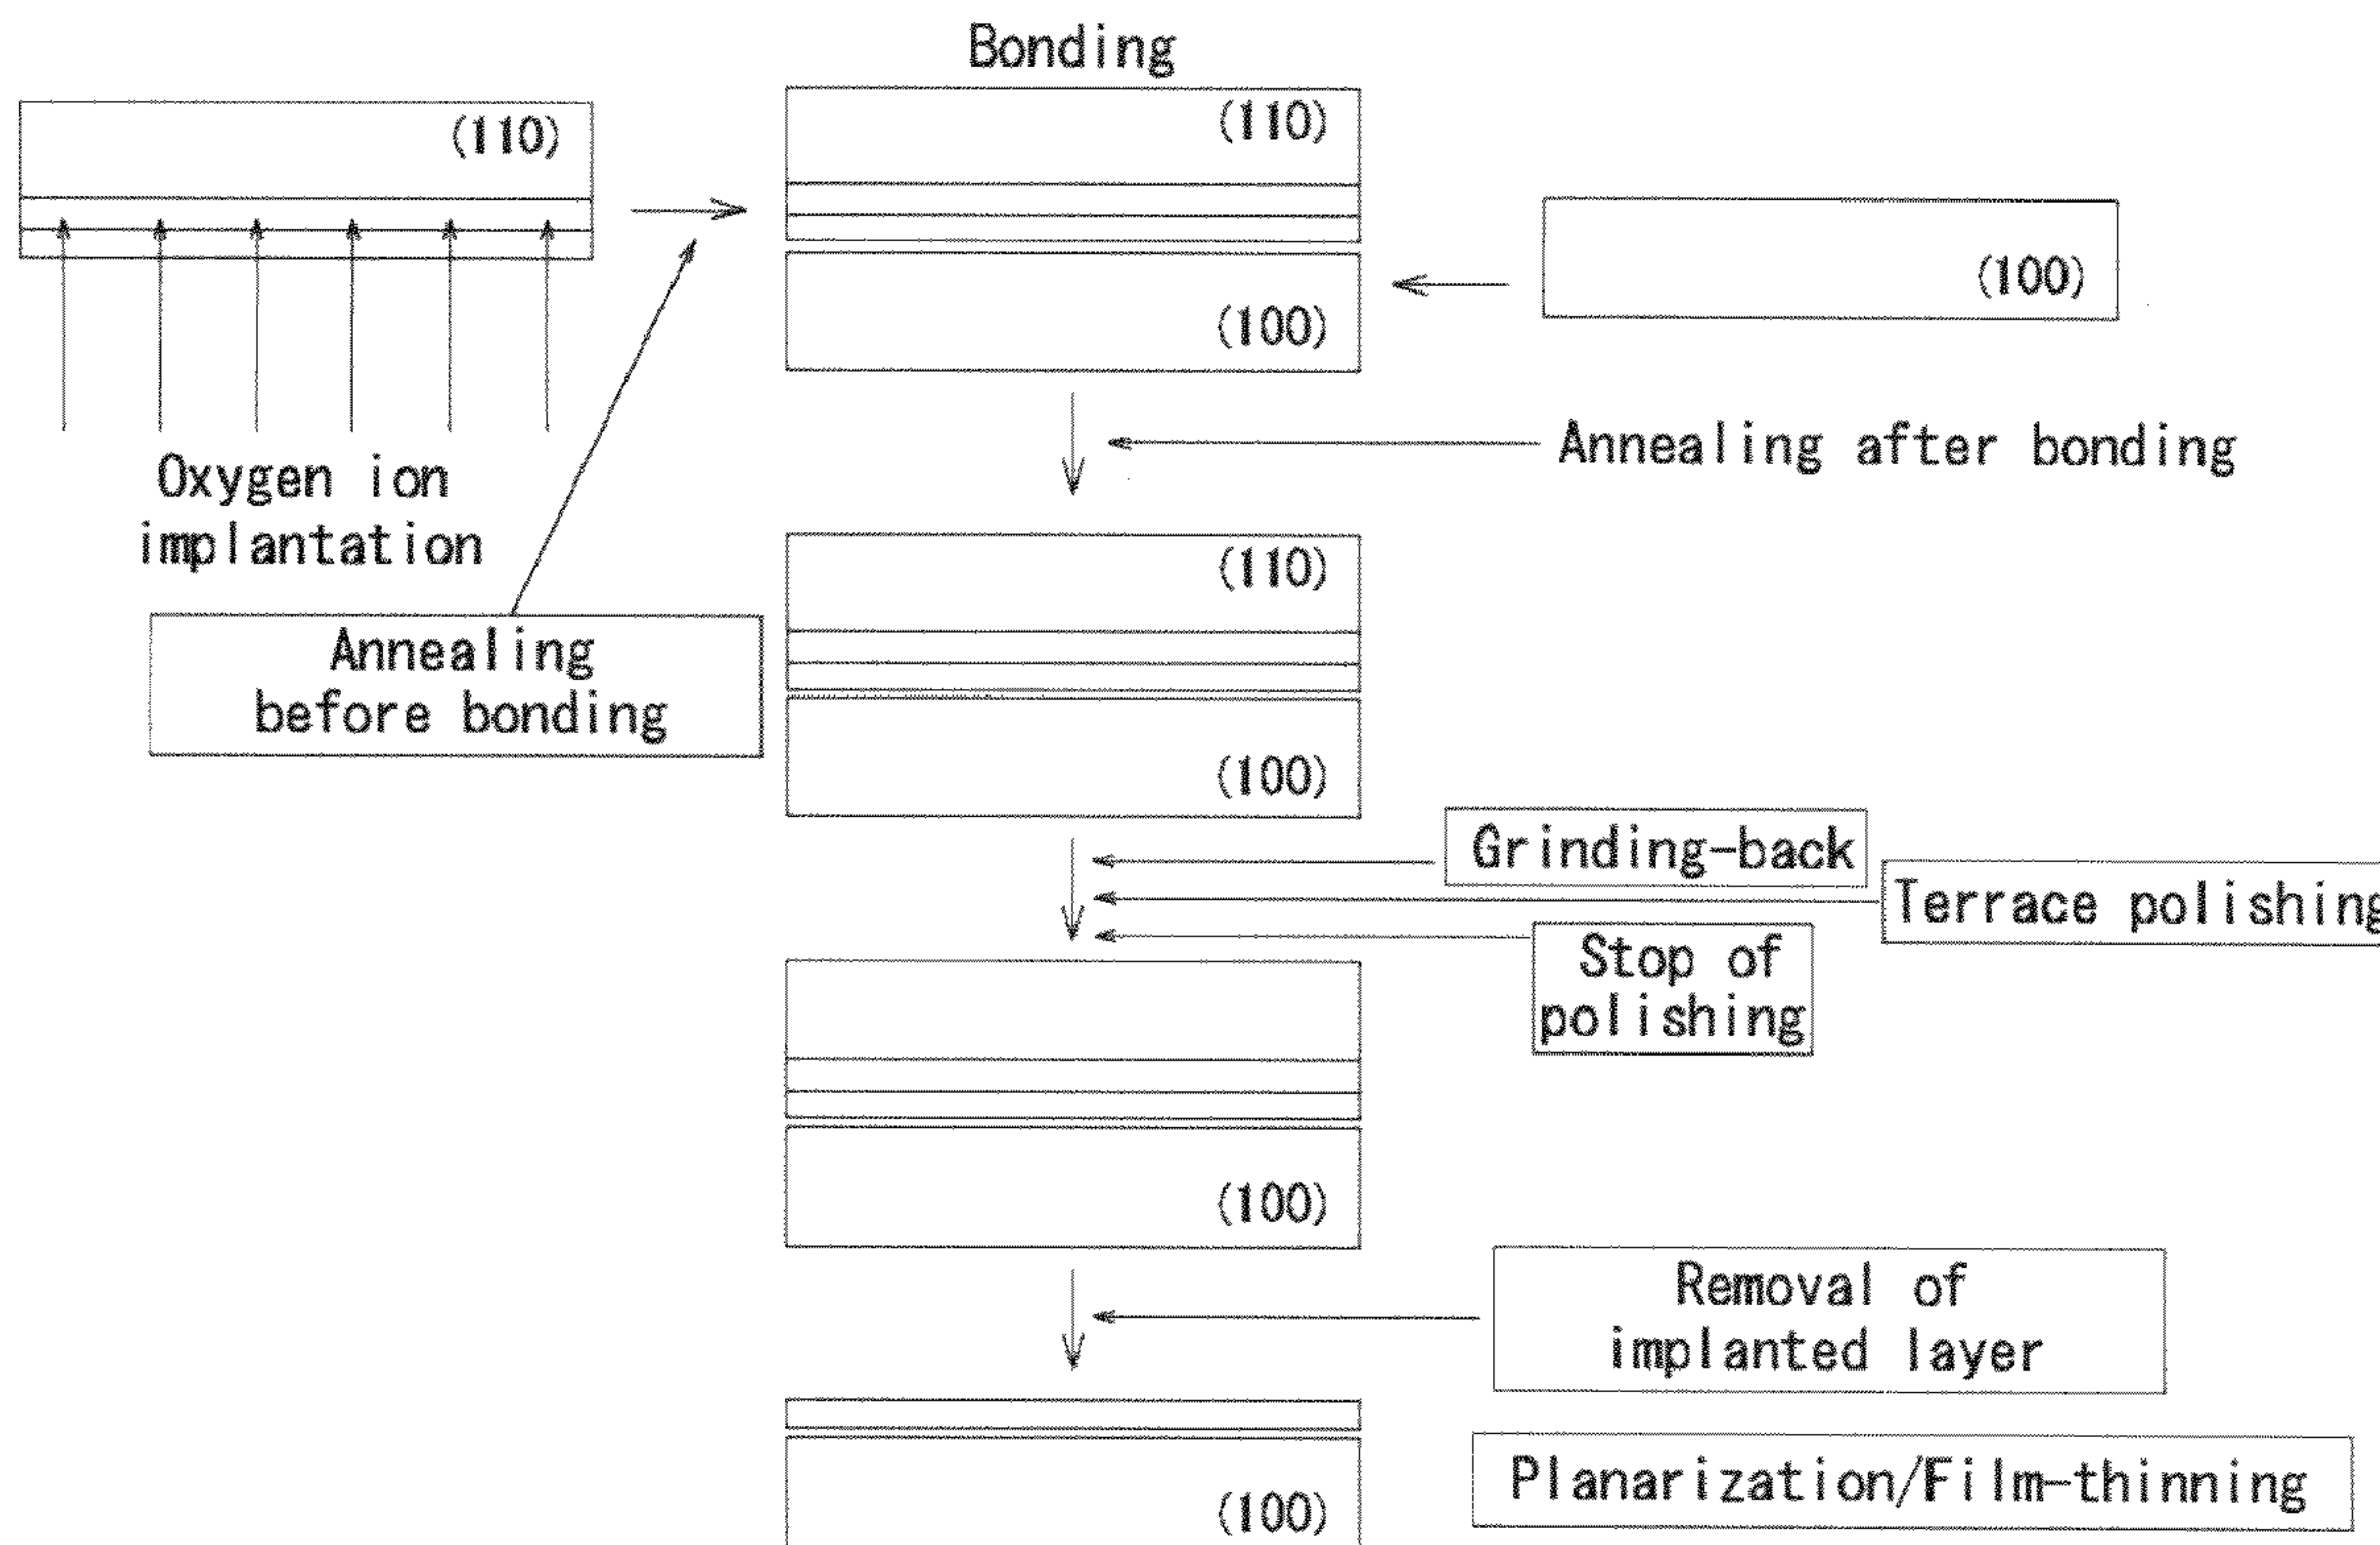 Bonding
(110)
(110)
(100)
(100)
Oxygen ion
implantation
Annealing after bonding
Annealing
before bonding
(110)
(100)
Grinding-back
Terrace polishing
Stop of
polishing
(100)
Removal of
implanted layer
Planarization/Film-thinning
(100)